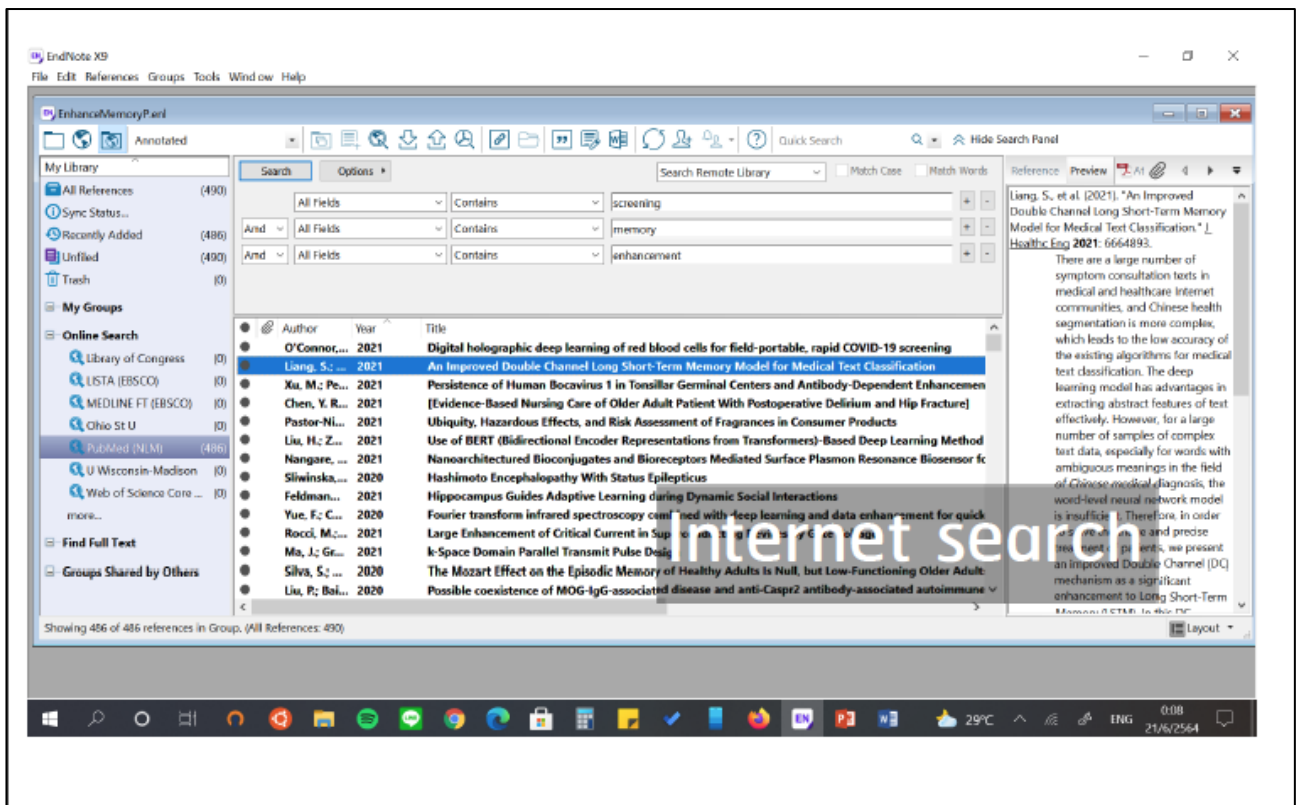 EndNote X9
File Edit References Groups Tools Window Help
EnhanceMemoryP.enl
Annotated
Quick Search
Hide Search Panel
My Library
All References (490)
Sync Status...
Recently Added (486)
Unfiled (490)
Trash (0)
My Groups
Online Search
Library of Congress (0)
LISTA (EBSCO) (0)
MEDLINE FT (EBSCO) (0)
Ohio St U (0)
PubMed (NLM) (486)
U Wisconsin-Madison (0)
Web of Science Core ... (0)
more...
Find Full Text
Groups Shared by Others
Search Options Search Remote Library Match Case Match Words
All Fields Contains screening + -
And All Fields Contains memory + -
And All Fields Contains enhancement + -
Author Year Title
O'Connor,... 2021 Digital holographic deep learning of red blood cells for field-portable, rapid COVID-19 screening
Liang, S.; ... 2021 An Improved Double Channel Long Short-Term Memory Model for Medical Text Classification
Xu, M.; Pe... 2021 Persistence of Human Bocavirus 1 in Tonsillar Germinal Centers and Antibody-Dependent Enhancemen
Chen, Y. R... 2021 [Evidence-Based Nursing Care of Older Adult Patient With Postoperative Delirium and Hip Fracture]
Pastor-Ni... 2021 Ubiquity, Hazardous Effects, and Risk Assessment of Fragrances in Consumer Products
Liu, H.; Z... 2021 Use of BERT (Bidirectional Encoder Representations from Transformers)-Based Deep Learning Method
Nangare, ... 2021 Nanoarchitectured Bioconjugates and Bioreceptors Mediated Surface Plasmon Resonance Biosensor fo
Sliwinska,... 2020 Hashimoto Encephalopathy With Status Epilepticus
Feldman... 2021 Hippocampus Guides Adaptive Learning during Dynamic Social Interactions
Yue, F.; C... 2020 Fourier transform infrared spectroscopy combined with deep learning and data enhancement for quick
Rocci, M.;... 2021 Large Enhancement of Critical Current in Superconducting Devices by Gate Voltage
Ma, J.; Gr... 2021 k-Space Domain Parallel Transmit Pulse Design
Silva, S.; ... 2020 The Mozart Effect on the Episodic Memory of Healthy Adults Is Null, but Low-Functioning Older Adult
Liu, P.; Bai... 2020 Possible coexistence of MOG-IgG-associated disease and anti-Caspr2 antibody-associated autoimmune
Reference Preview
Liang, S., et al. (2021). "An Improved
Double Channel Long Short-Term Memory
Model for Medical Text Classification." J
Healthc Eng 2021: 6664893.
There are a large number of
symptom consultation texts in
medical and healthcare Internet
communities, and Chinese health
segmentation is more complex,
which leads to the low accuracy of
the existing algorithms for medical
text classification. The deep
learning model has advantages in
extracting abstract features of text
effectively. However, for a large
number of samples of complex
text data, especially for words with
ambiguous meanings in the field
of Chinese medical diagnosis, the
word-level neural network model
is insufficient. Therefore, in order
and precise
treatment of patients, we present
an improved Double Channel (DC)
mechanism as a significant
enhancement to Long Short-Term
Memory (LSTM). In this DC
Internet search
Showing 486 of 486 references in Group. (All References: 490)
Layout
29°C ENG 0:08
21/6/2564